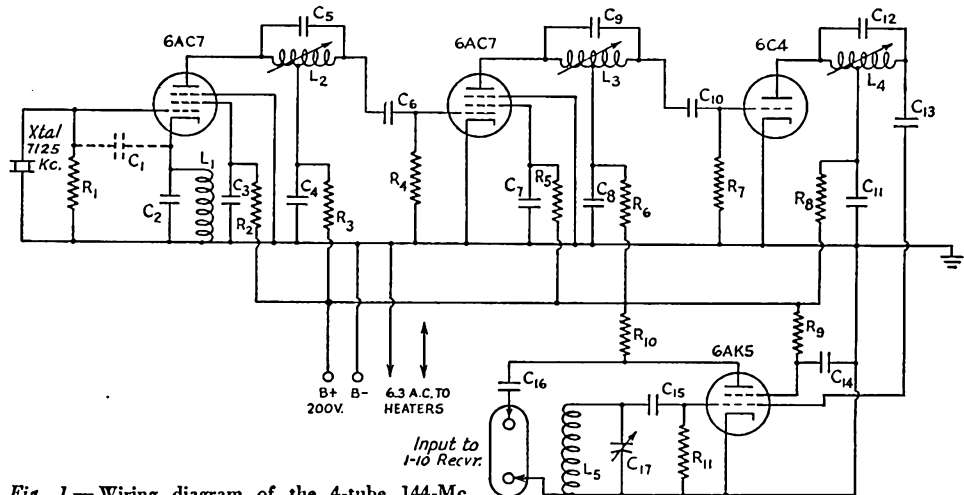 C5
6AC7
L2
C9
6AC7
L3
C12
6C4
L4
C6
C10
C13
Xtal
7125
Kc.
C1
R1
L1
C2
C3
R2
C4
R3
R4
C7
R5
C8
R6
R7
R8
C11
R10
R9
6AK5
C14
C16
C15
B+
200V.
B-
6.3 A.C. TO
HEATERS
Input to
1-10 Recvr.
L5
C17
R11
Fig. 1 — Wiring diagram of the 4-tube 144-Mc.